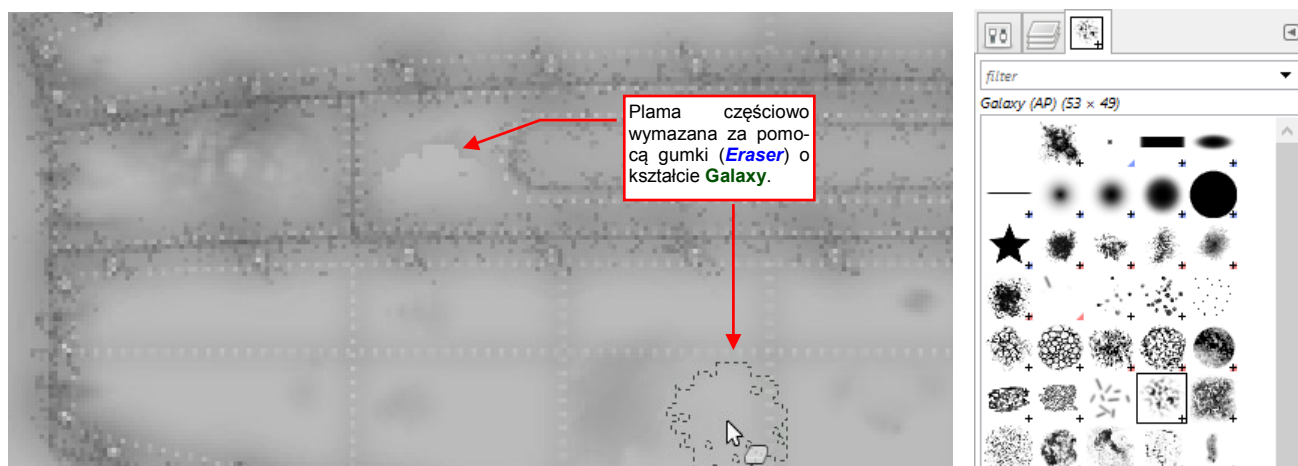 Plama częściowo
wymazana za pomo-
cą gumki (Eraser) o
kształcie Galaxy.
filter
Galaxy (AP) (53 × 49)